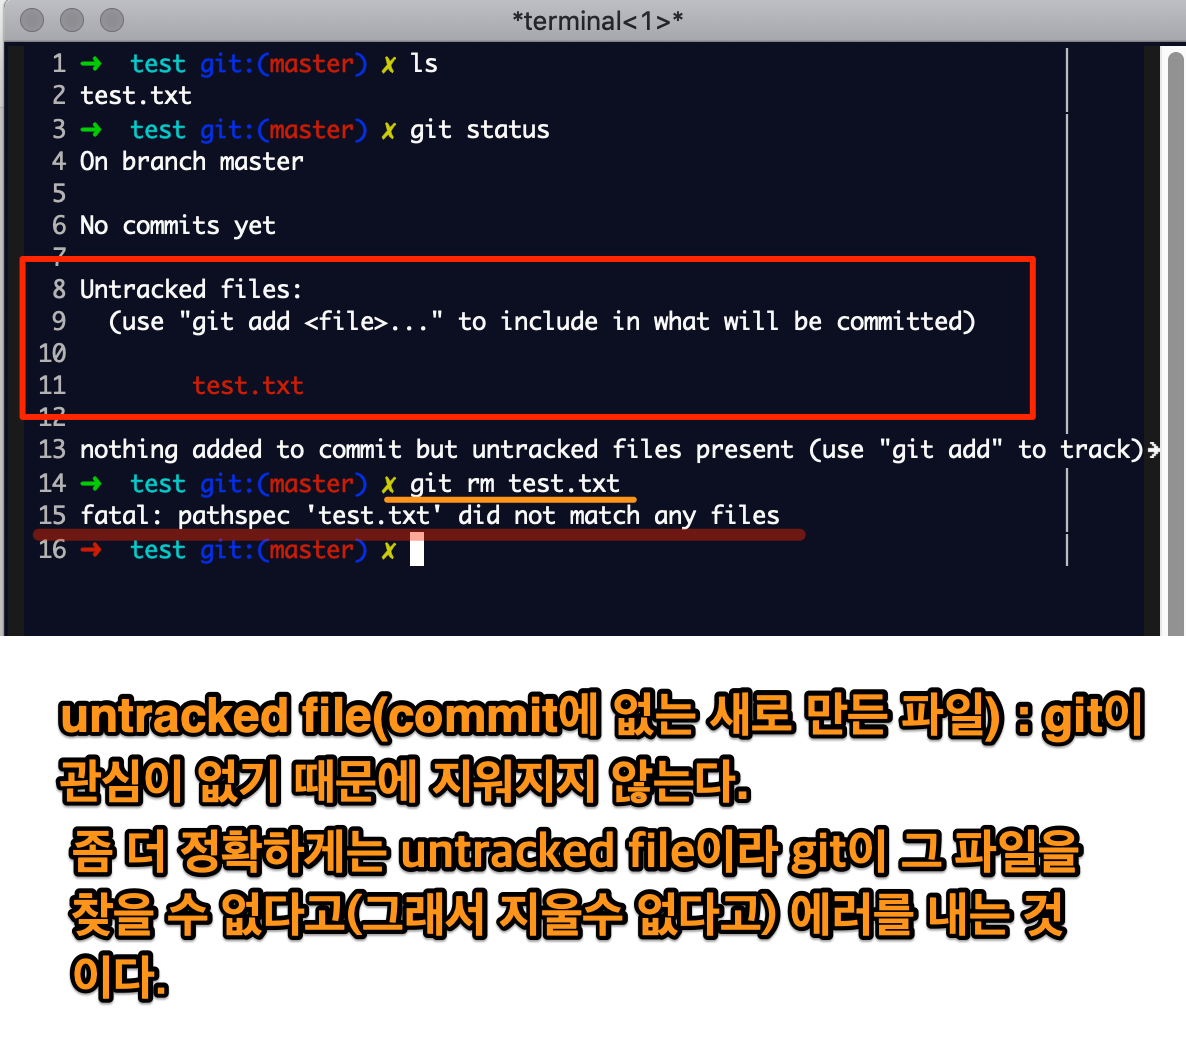 *terminal<1>*
1 → test git:(master) ✗ ls
2 test.txt
3 → test git:(master) ✗ git status
4 On branch master
5
6 No commits yet
7
8 Untracked files:
9 (use "git add <file>..." to include in what will be committed)
10
11 test.txt
12
13 nothing added to commit but untracked files present (use "git add" to track)→
14 → test git:(master) ✗ git rm test.txt
15 fatal: pathspec 'test.txt' did not match any files
16 → test git:(master) ✗
untracked file(commit에 없는 새로 만든 파일) : git이
관심이 없기 때문에 지워지지 않는다.
좀 더 정확하게는 untracked file이라 git이 그 파일을
찾을 수 없다고(그래서 지울수 없다고) 에러를 내는 것
이다.